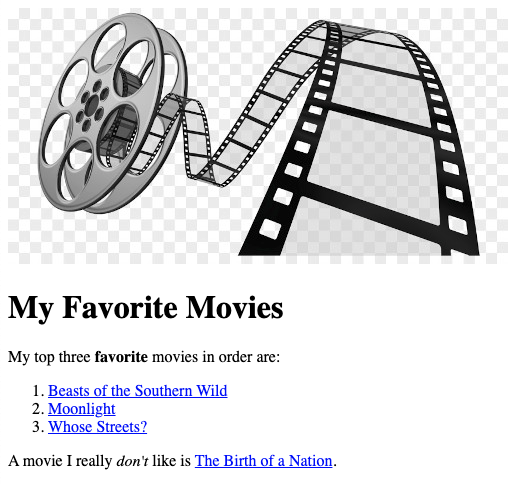 My Favorite Movies
My top three favorite movies in order are:
1. Beasts of the Southern Wild
2. Moonlight
3. Whose Streets?
A movie I really don't like is The Birth of a Nation.